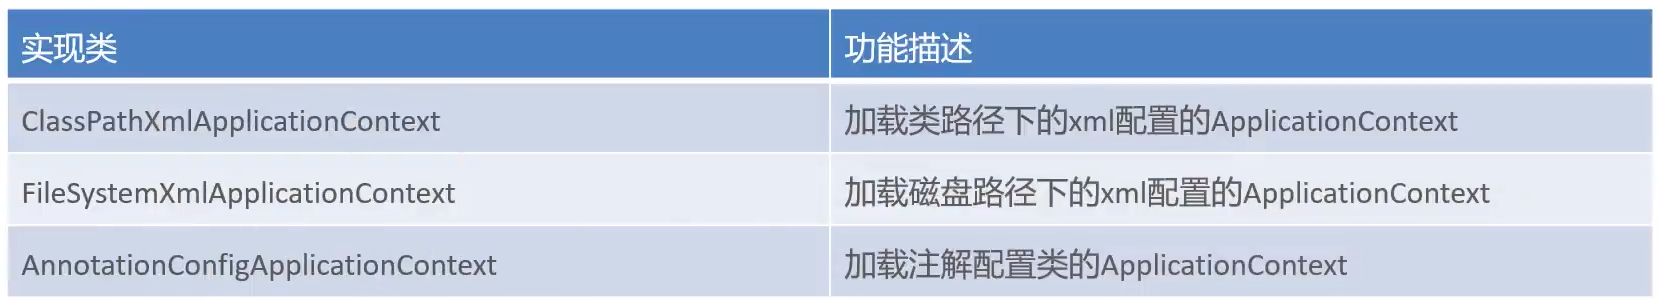 实现类 功能描述
ClassPathXmlApplicationContext 加载类路径下的xml配置的ApplicationContext
FileSystemXmlApplicationContext 加载磁盘路径下的xml配置的ApplicationContext
AnnotationConfigApplicationContext 加载注解配置类的ApplicationContext